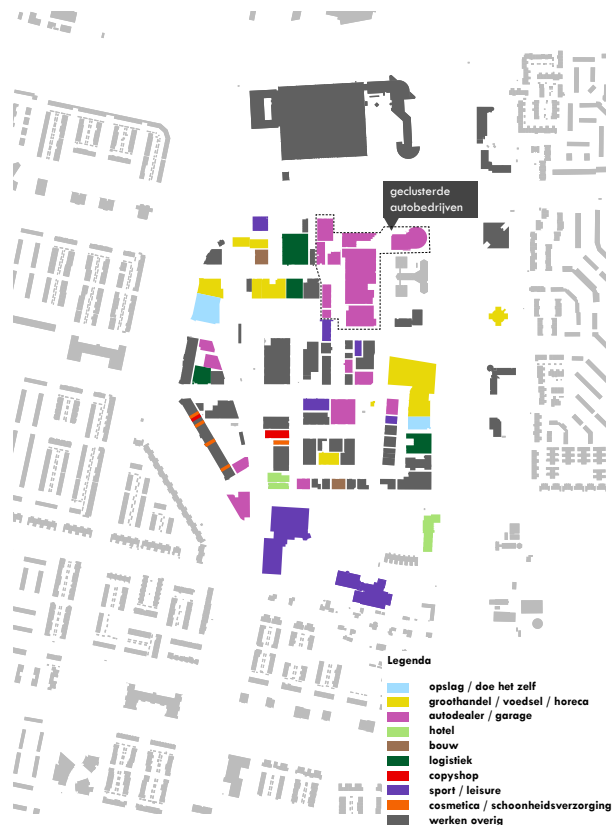 geclusterde
autobedrijven
Legenda
opslag / doe het zelf
groothandel / voedsel / horeca
autodealer / garage
hotel
bouw
logistiek
copyshop
sport / leisure
cosmetica / schoonheidsverzorging
werken overig